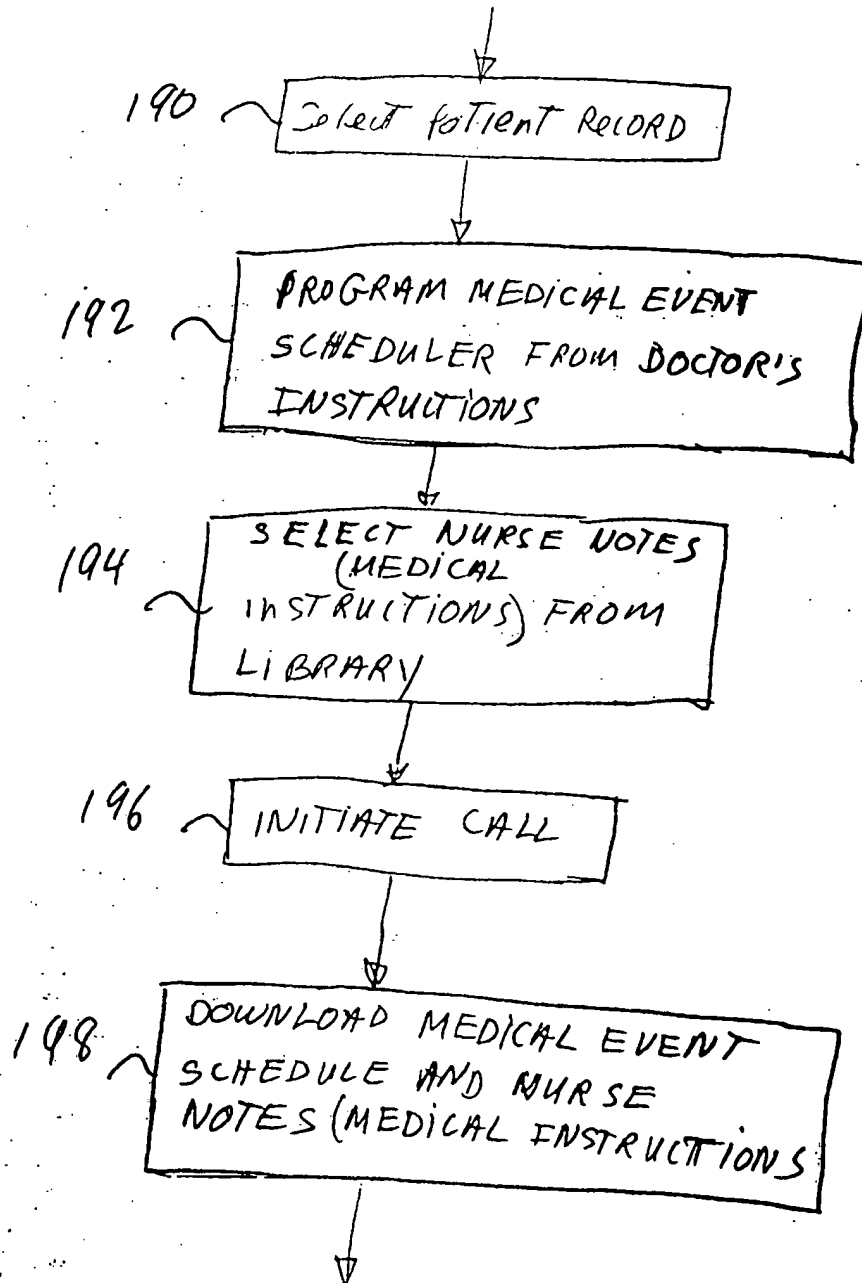 190
Select PATIENT RECORD
192
PROGRAM MEDICAL EVENT
SCHEDULER FROM DOCTOR'S
INSTRUCTIONS
194
SELECT NURSE NOTES
(MEDICAL
INSTRUCTIONS) FROM
LIBRARY
196
INITIATE CALL
198
DOWNLOAD MEDICAL EVENT
SCHEDULE AND NURSE
NOTES (MEDICAL INSTRUCTIONS